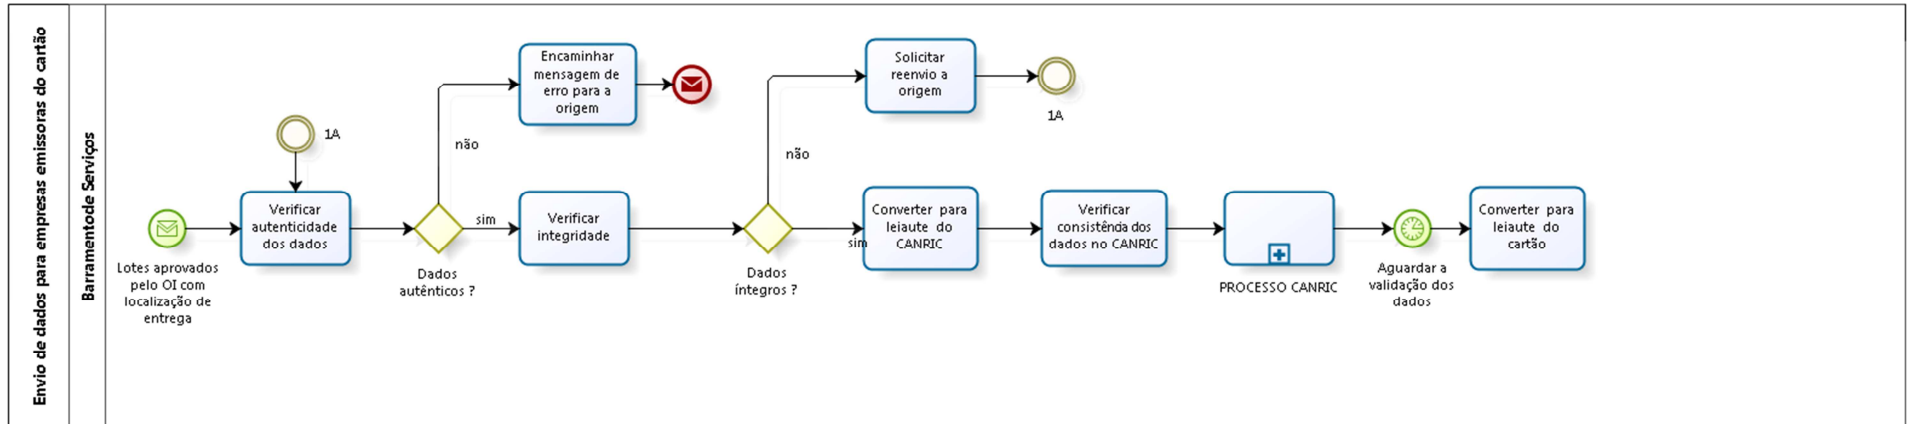 Envio de dados para empresas emissoras do cartão
Barramentode Serviços
Lotes aprovados
pelo OI com
localização de
entrega
1A
Verificar
autenticidade
dos dados
Dados
autênticos ?
não
Encaminhar
mensagem de
erro para a
origem
sim
Verificar
integridade
Dados
íntegros ?
não
Solicitar
reenvio a
origem
1A
sim
Converter para
leiaute do
CANRIC
Verificar
consistência dos
dados no CANRIC
PROCESSO CANRIC
Aguardar a
validação dos
dados
Converter para
leiaute do
cartão